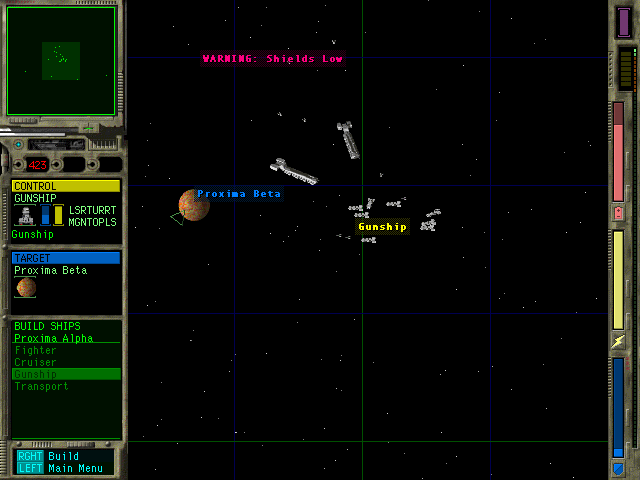 WARNING: Shields Low
423
CONTROL
GUNSHIP
LSRTURRT
MGNTOPLS
Gunship
TARGET
Proxima Beta
BUILD SHIPS
Proxima Alpha
Fighter
Cruiser
Gunship
Transport
RGHT Build
LEFT Main Menu
Proxima Beta
Gunship